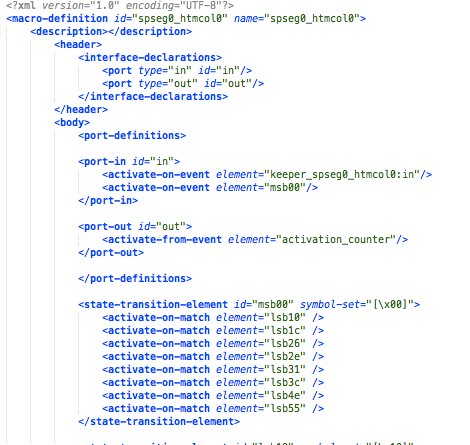 <?xml version="1.0" encoding="UTF-8"?>
<macro-definition id="spseg0_htmcol0" name="spseg0_htmcol0">
<description></description>
<header>
<interface-declarations>
<port type="in" id="in"/>
<port type="out" id="out"/>
</interface-declarations>
</header>
<body>
<port-definitions>
<port-in id="in">
<activate-on-event element="keeper_spseg0_htmcol0:in"/>
<activate-on-event element="msb00"/>
</port-in>
<port-out id="out">
<activate-from-event element="activation_counter"/>
</port-out>
</port-definitions>
<state-transition-element id="msb00" symbol-set="[\x00]">
<activate-on-match element="lsb10" />
<activate-on-match element="lsb1c" />
<activate-on-match element="lsb26" />
<activate-on-match element="lsb2e" />
<activate-on-match element="lsb31" />
<activate-on-match element="lsb3c" />
<activate-on-match element="lsb4e" />
<activate-on-match element="lsb55" />
</state-transition-element>